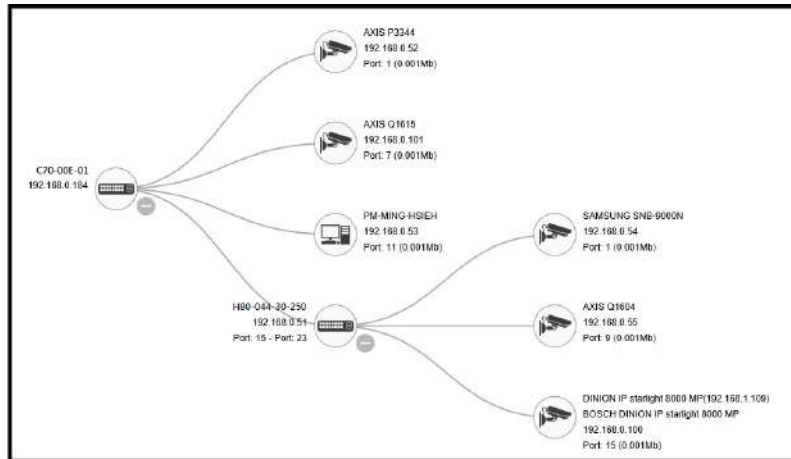 AXIS P3344
192.168.0.52
Port: 1 (0.001Mb)
AXIS Q1615
192.168.0.101
Port: 7 (0.001Mb)
C70-00E-01
192.168.0.184
PM-MING-HSIEH
192.168.0.53
Port: 11 (0.001Mb)
H80-044-30-250
192.168.0.51
Port: 15 - Port: 23
SAMSUNG SNB-9000N
192.168.0.54
Port: 1 (0.001Mb)
AXIS Q1604
192.168.0.55
Port: 9 (0.001Mb)
DINION IP starlight 8000 MP(192.168.1.109)
BOSCH DINION IP starlight 8000 MP
192.168.0.100
Port: 15 (0.001Mb)